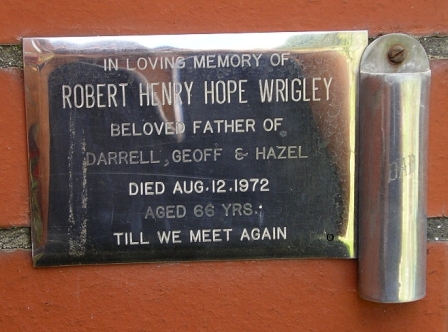 IN LOVING MEMORY OF
ROBERT HENRY HOPE WRIGLEY
BELOVED FATHER OF
DARRELL, GEOFF & HAZEL
DIED AUG. 12. 1972
AGED 66 YRS.
TILL WE MEET AGAIN
DAD